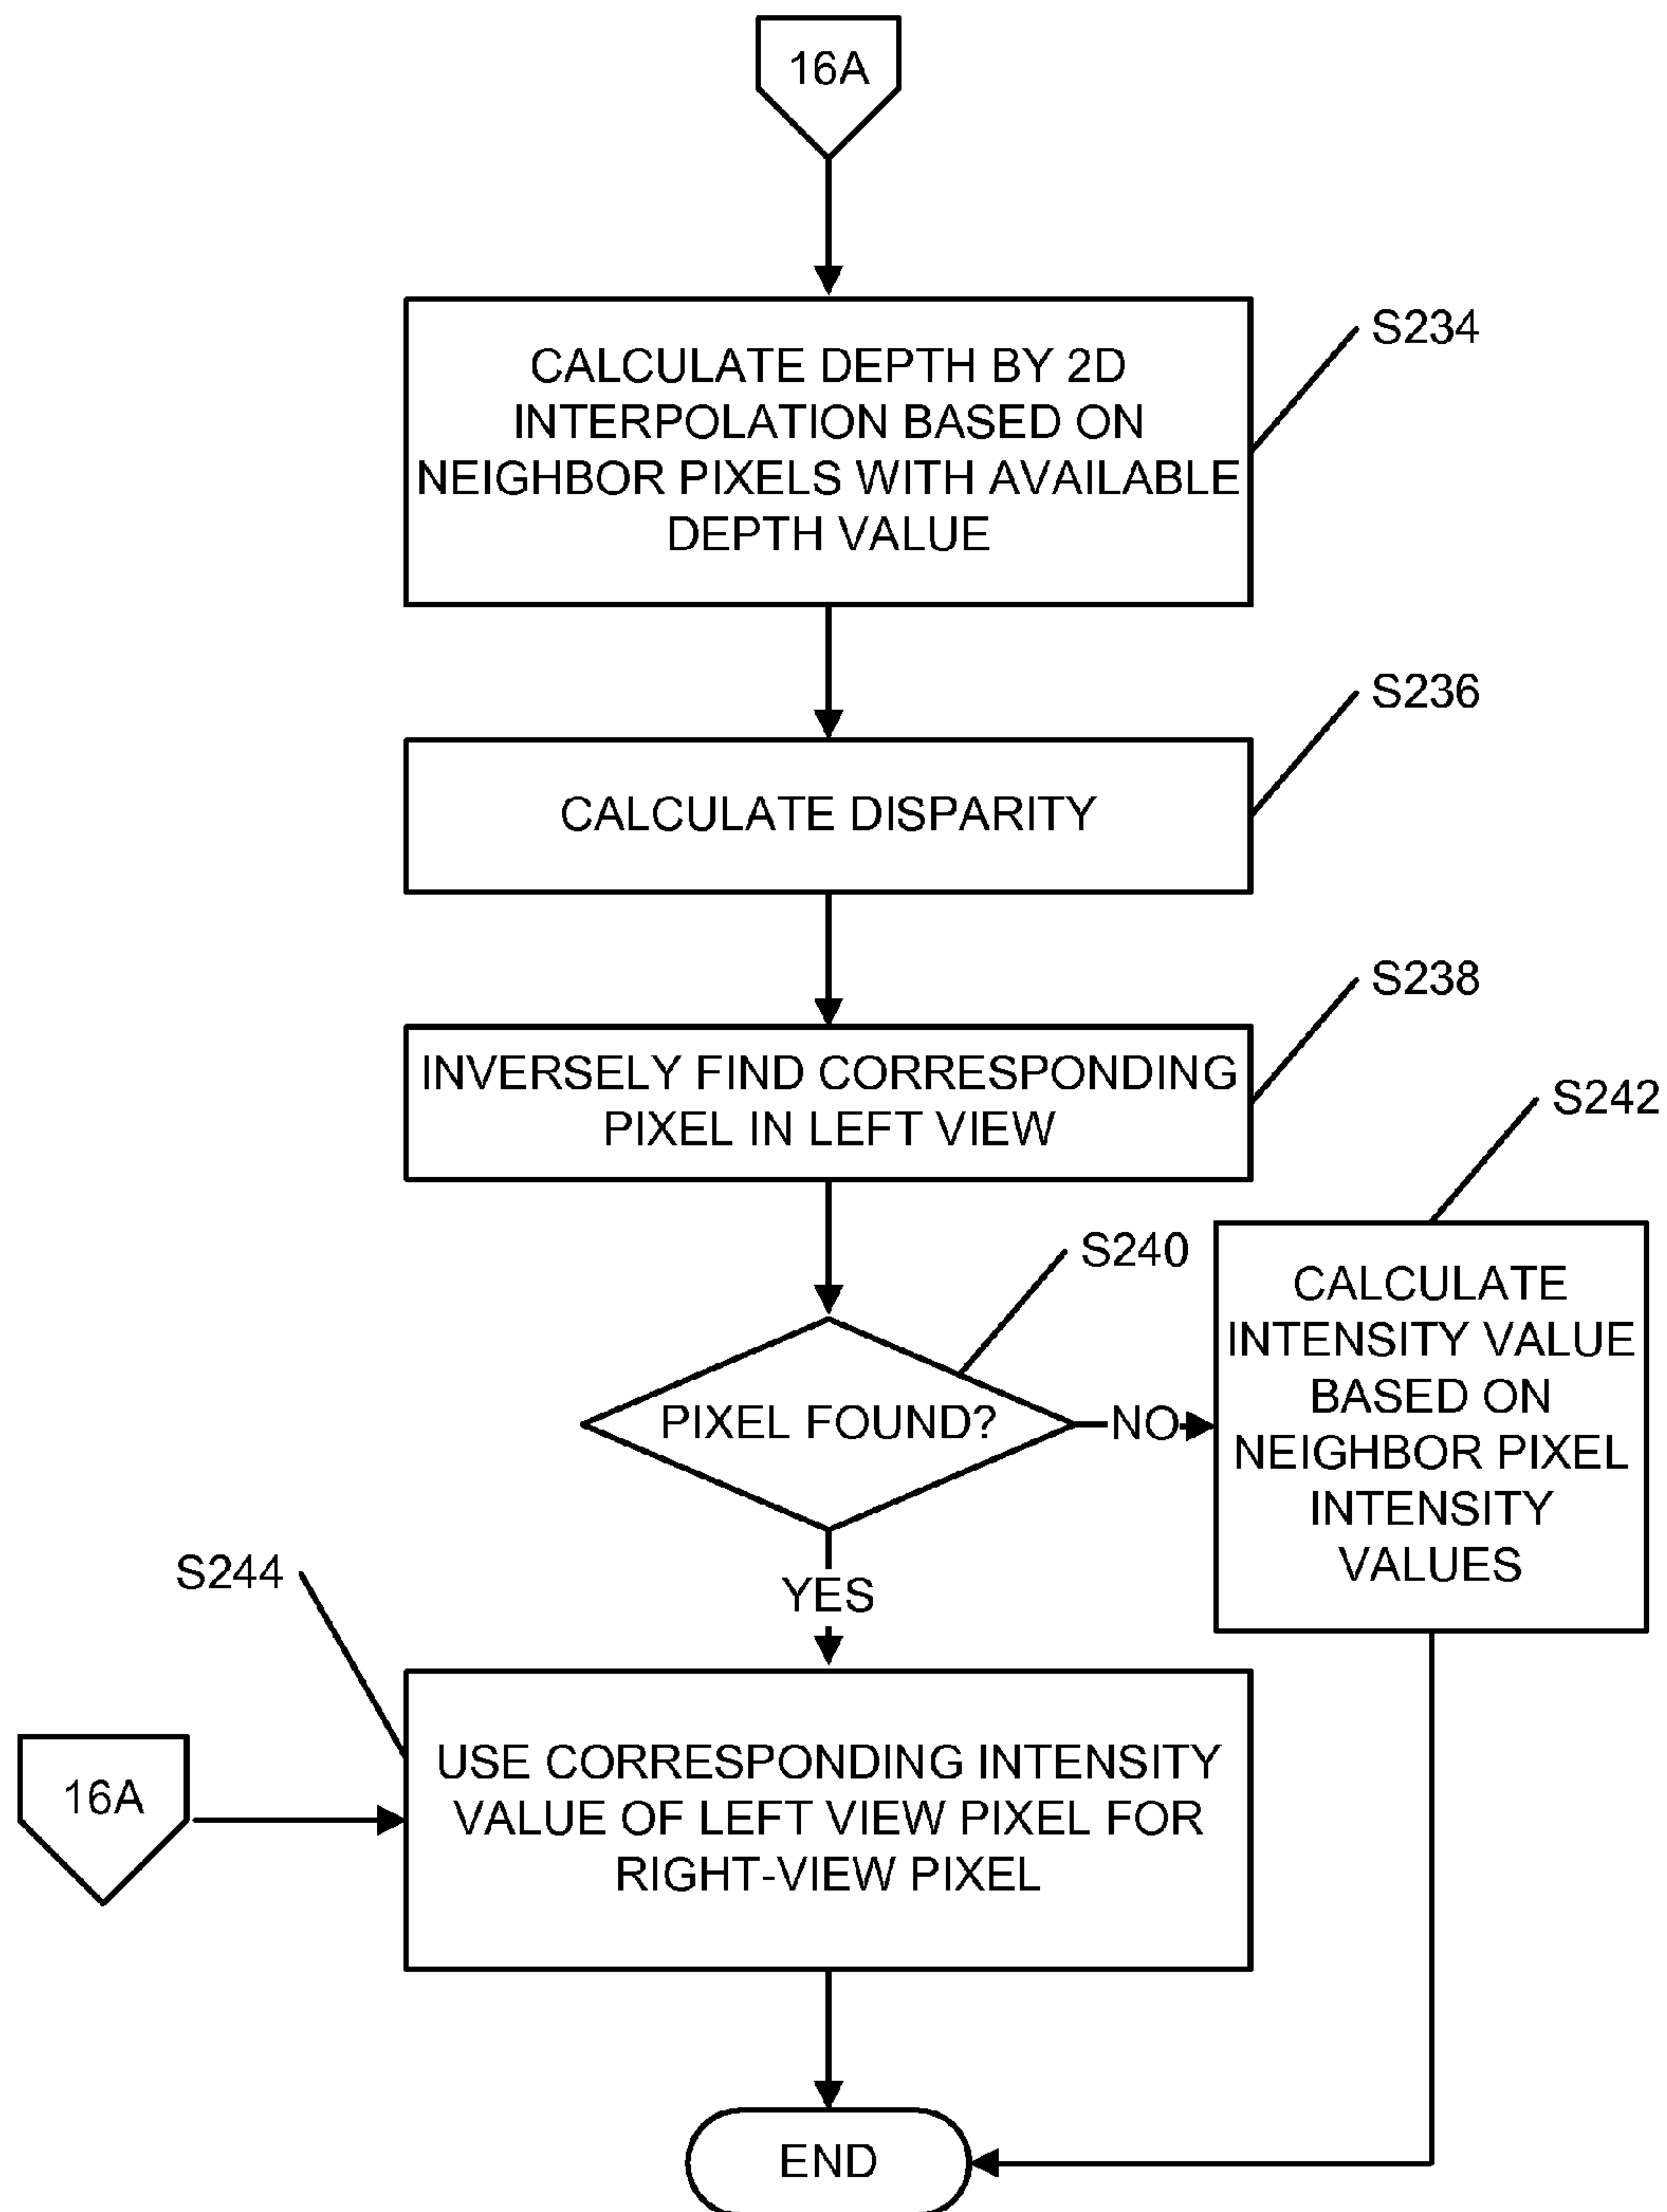 16A
CALCULATE DEPTH BY 2D
INTERPOLATION BASED ON
NEIGHBOR PIXELS WITH AVAILABLE
DEPTH VALUE
S234
CALCULATE DISPARITY
S236
INVERSELY FIND CORRESPONDING
PIXEL IN LEFT VIEW
S238
PIXEL FOUND?
S240
NO
CALCULATE
INTENSITY VALUE
BASED ON
NEIGHBOR PIXEL
INTENSITY
VALUES
S242
YES
S244
16A
USE CORRESPONDING INTENSITY
VALUE OF LEFT VIEW PIXEL FOR
RIGHT-VIEW PIXEL
END